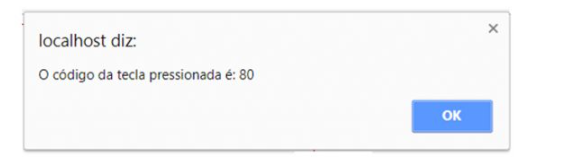 localhost diz:
O código da tecla pressionada é: 80
OK